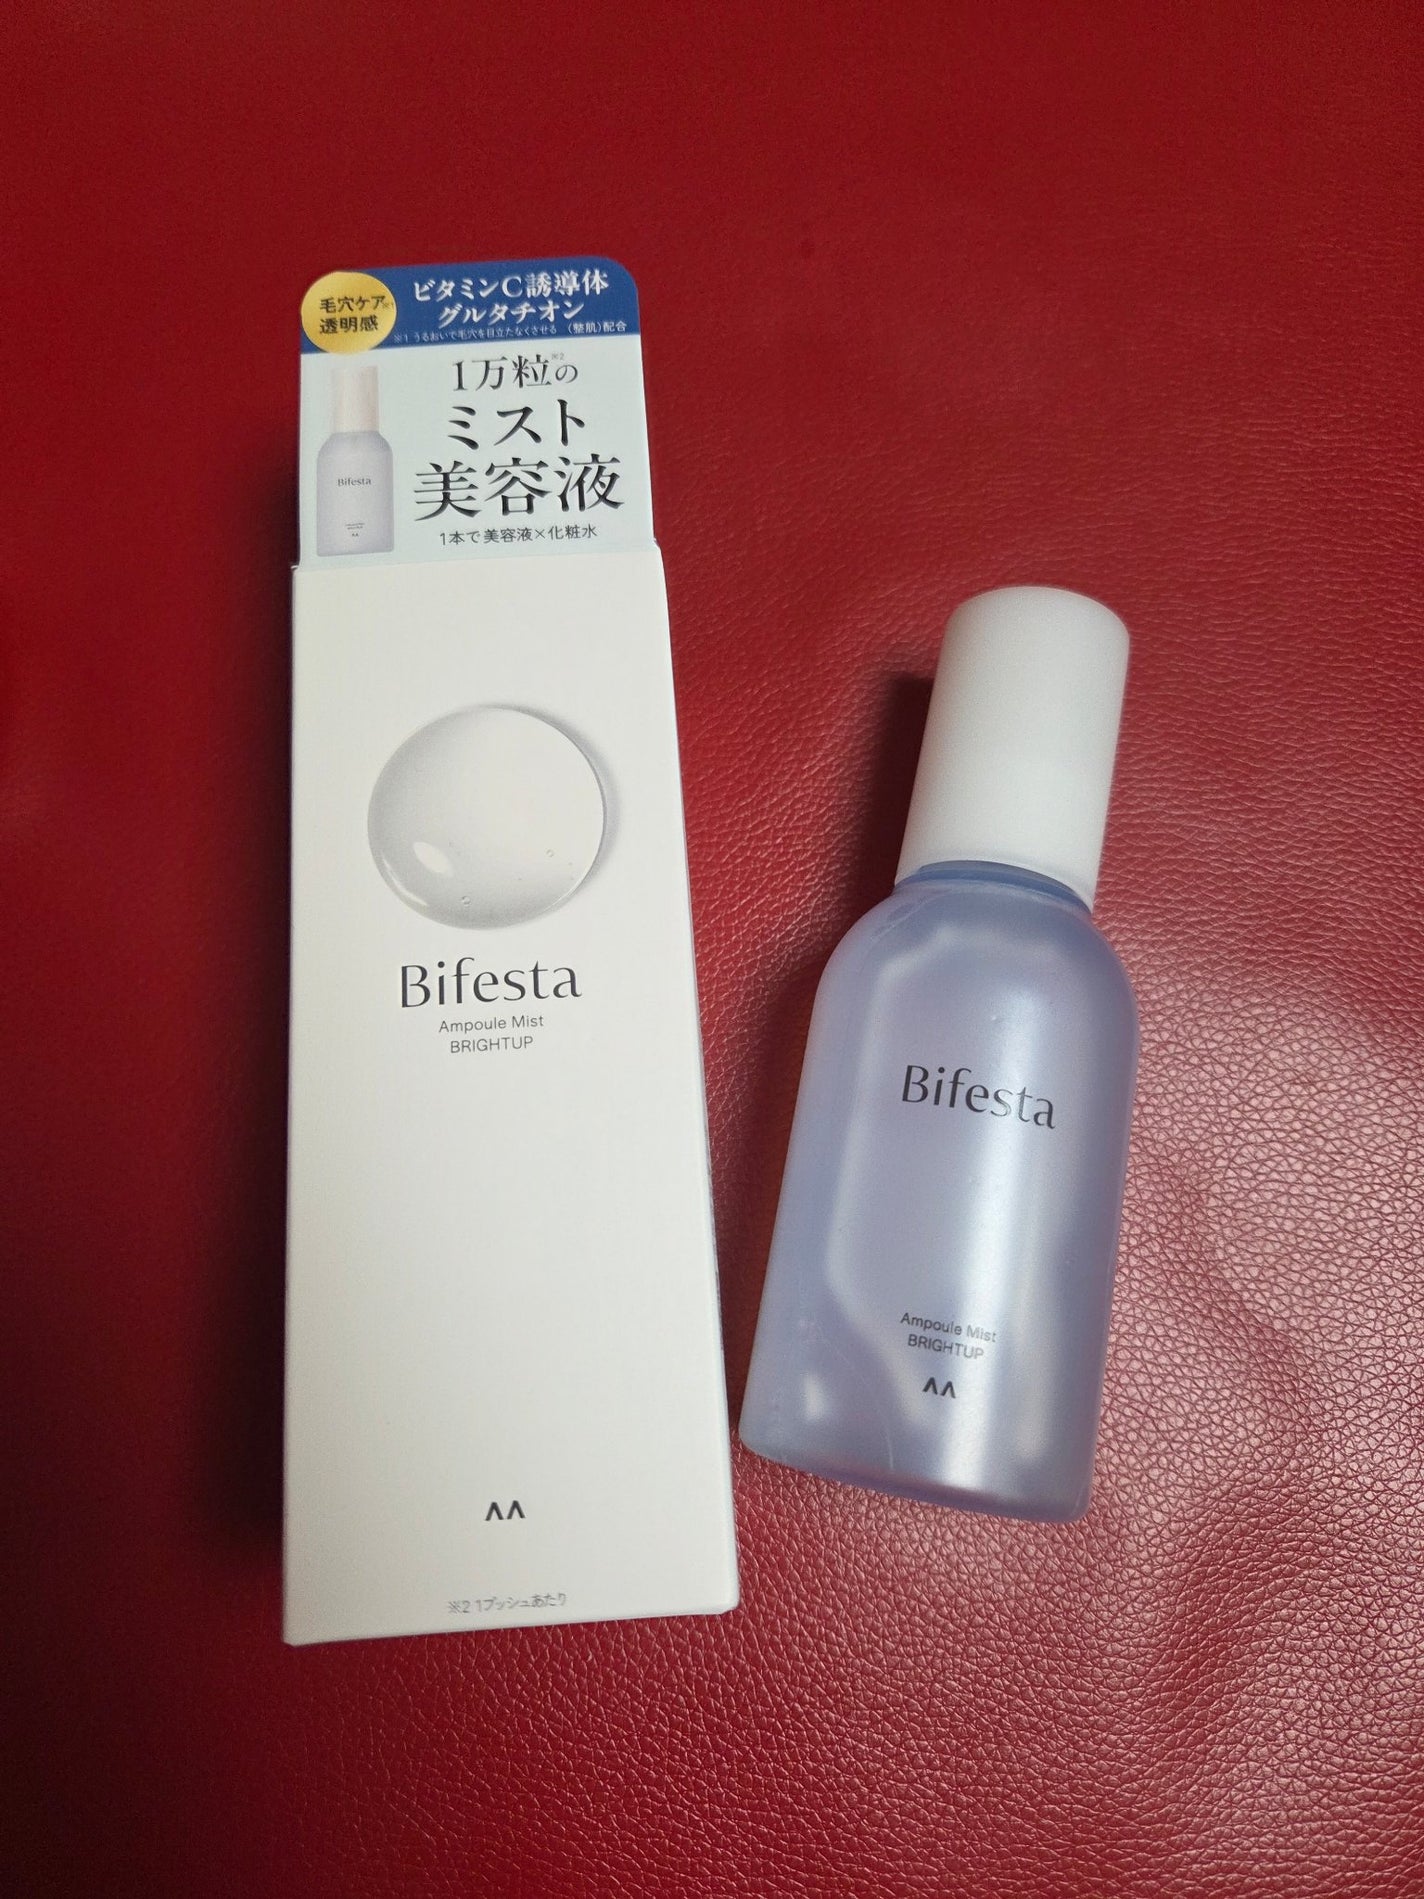 毛穴ケア※1
透明感
ビタミンC誘導体
グルタチオン
※1 うるおいで毛穴を目立たなくさせる (整肌)配合
1万粒※2の
ミスト
美容液
1本で美容液×化粧水
Bifesta
Bifesta
Ampoule Mist
BRIGHTUP
※2 1プッシュあたり
Bifesta
Ampoule Mist
BRIGHTUP